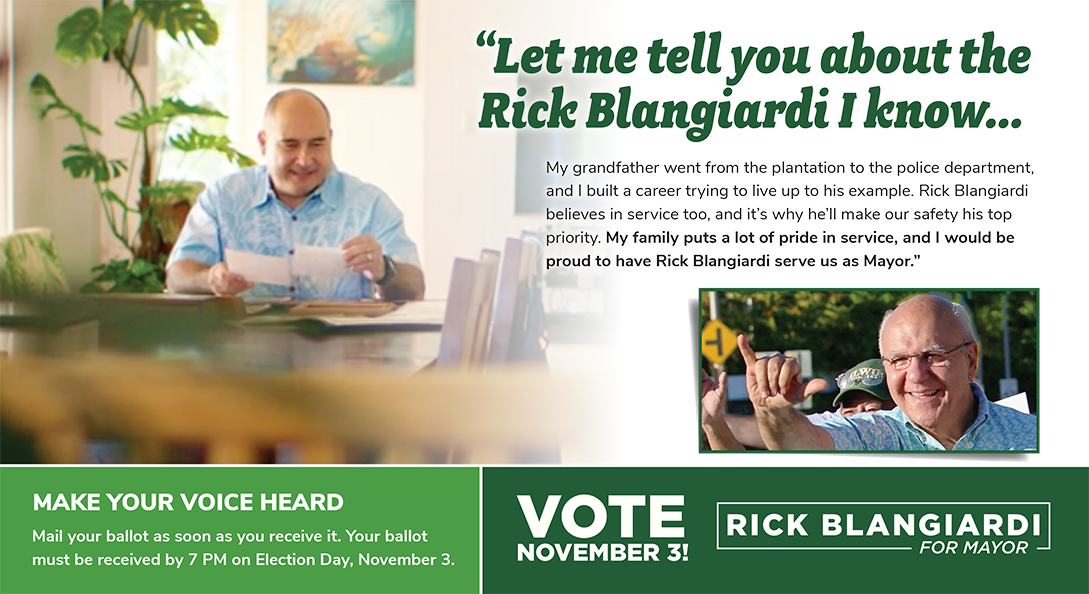 “Let me tell you about the
Rick Blangiardi I know...
My grandfather went from the plantation to the police department,
and I built a career trying to live up to his example. Rick Blangiardi
believes in service too, and it’s why he’ll make our safety his top
priority. My family puts a lot of pride in service, and I would be
proud to have Rick Blangiardi serve us as Mayor.”
MAKE YOUR VOICE HEARD
Mail your ballot as soon as you receive it. Your ballot
must be received by 7 PM on Election Day, November 3.
VOTE
NOVEMBER 3!
RICK BLANGIARDI
FOR MAYOR